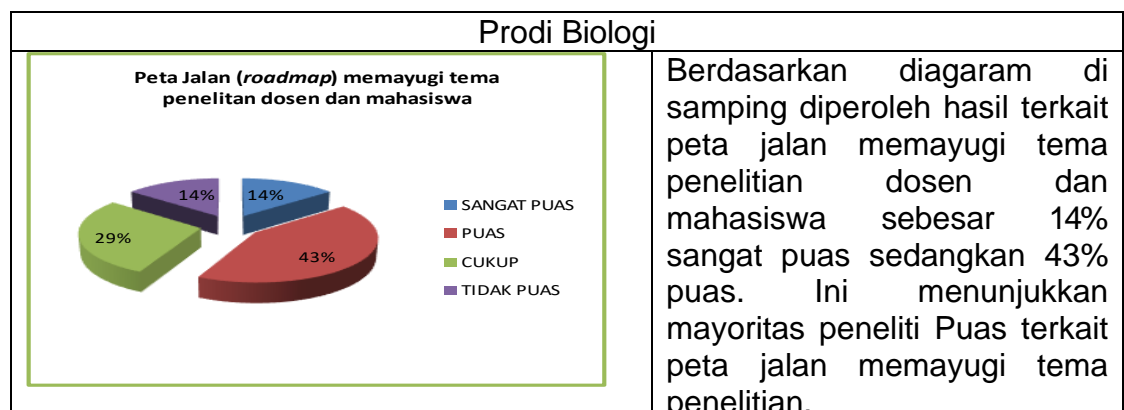 Prodi Biologi
Peta Jalan (roadmap) memayugi tema
penelitan dosen dan mahasiswa
14%
14%
29%
43%
SANGAT PUAS
PUAS
CUKUP
TIDAK PUAS
Berdasarkan diagaram di
samping diperoleh hasil terkait
peta jalan memayugi tema
penelitian dosen dan
mahasiswa sebesar 14%
sangat puas sedangkan 43%
puas. Ini menunjukkan
mayoritas peneliti Puas terkait
peta jalan memayugi tema
penelitian.